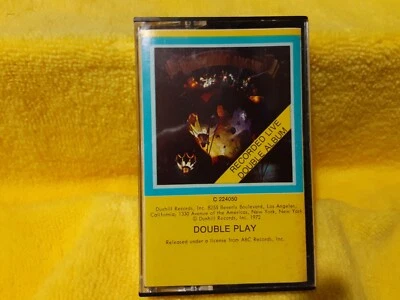 RECORDED LIVE
DOUBLE ALBUM
C 224050
Dunhill Records, Inc. 8255 Beverly Boulevard, Los Angeles,
California, 1330 Avenue of the Americas, New York, New York
© Dunhill Records, Inc. 1972
DOUBLE PLAY
Released under a license from ABC Records, Inc.